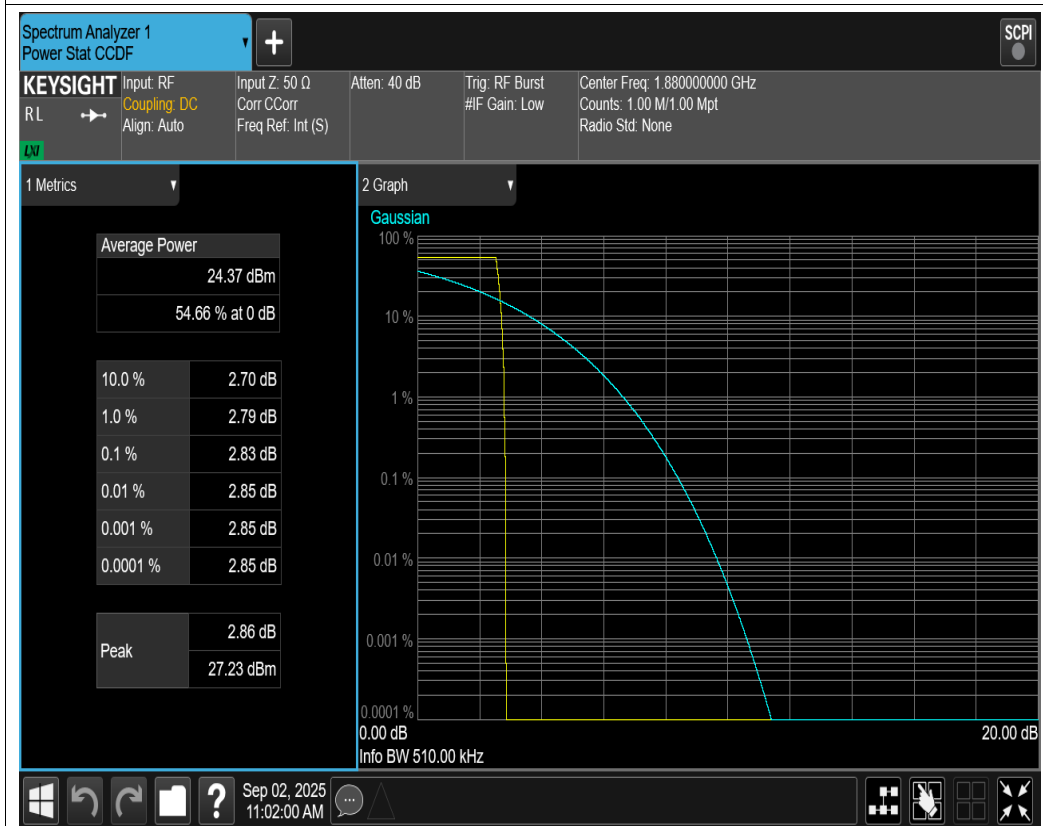 Spectrum Analyzer 1
Power Stat CCDF
SCPI
KEYSIGHT
RL
LXI
Input: RF
Coupling: DC
Align: Auto
Input Z: 50 Ω
Corr CCorr
Freq Ref: Int (S)
Atten: 40 dB
Trig: RF Burst
#IF Gain: Low
Center Freq: 1.880000000 GHz
Counts: 1.00 M/1.00 Mpt
Radio Std: None
1 Metrics
Average Power
24.37 dBm
54.66 % at 0 dB
10.0 % 2.70 dB
1.0 % 2.79 dB
0.1 % 2.83 dB
0.01 % 2.85 dB
0.001 % 2.85 dB
0.0001 % 2.85 dB
Peak
2.86 dB
27.23 dBm
2 Graph
Gaussian
100 %
10 %
1 %
0.1 %
0.01 %
0.001 %
0.0001 %
0.00 dB
20.00 dB
Info BW 510.00 kHz
?
Sep 02, 2025
11:02:00 AM